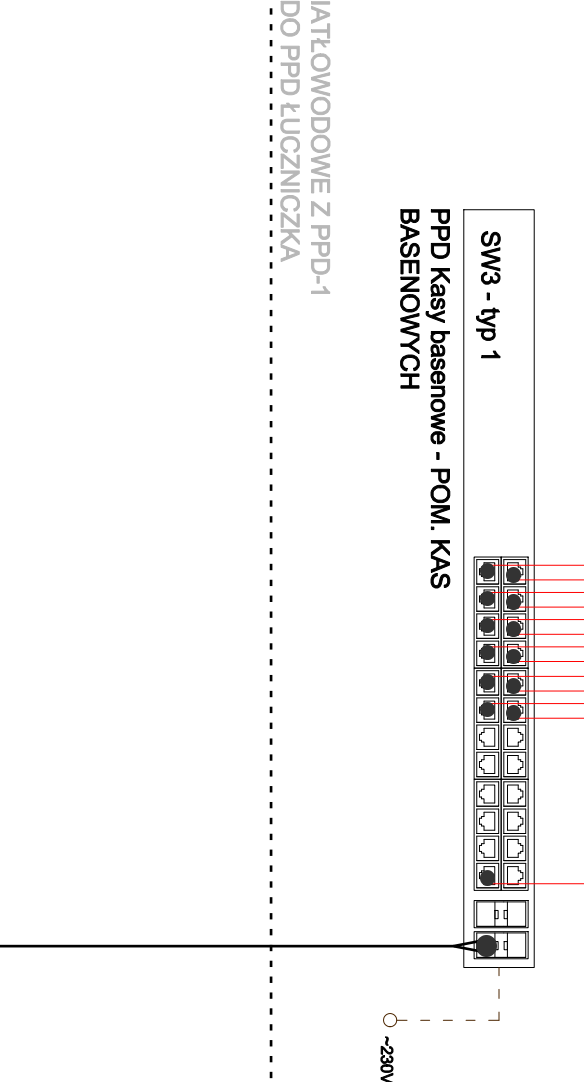 IATŁOWODOWE Z PPD-1
DO PPD ŁUCZNICZKA
SW3 - typ 1
PPD Kasy basenowe - POM. KAS
BASENOWYCH
~230V